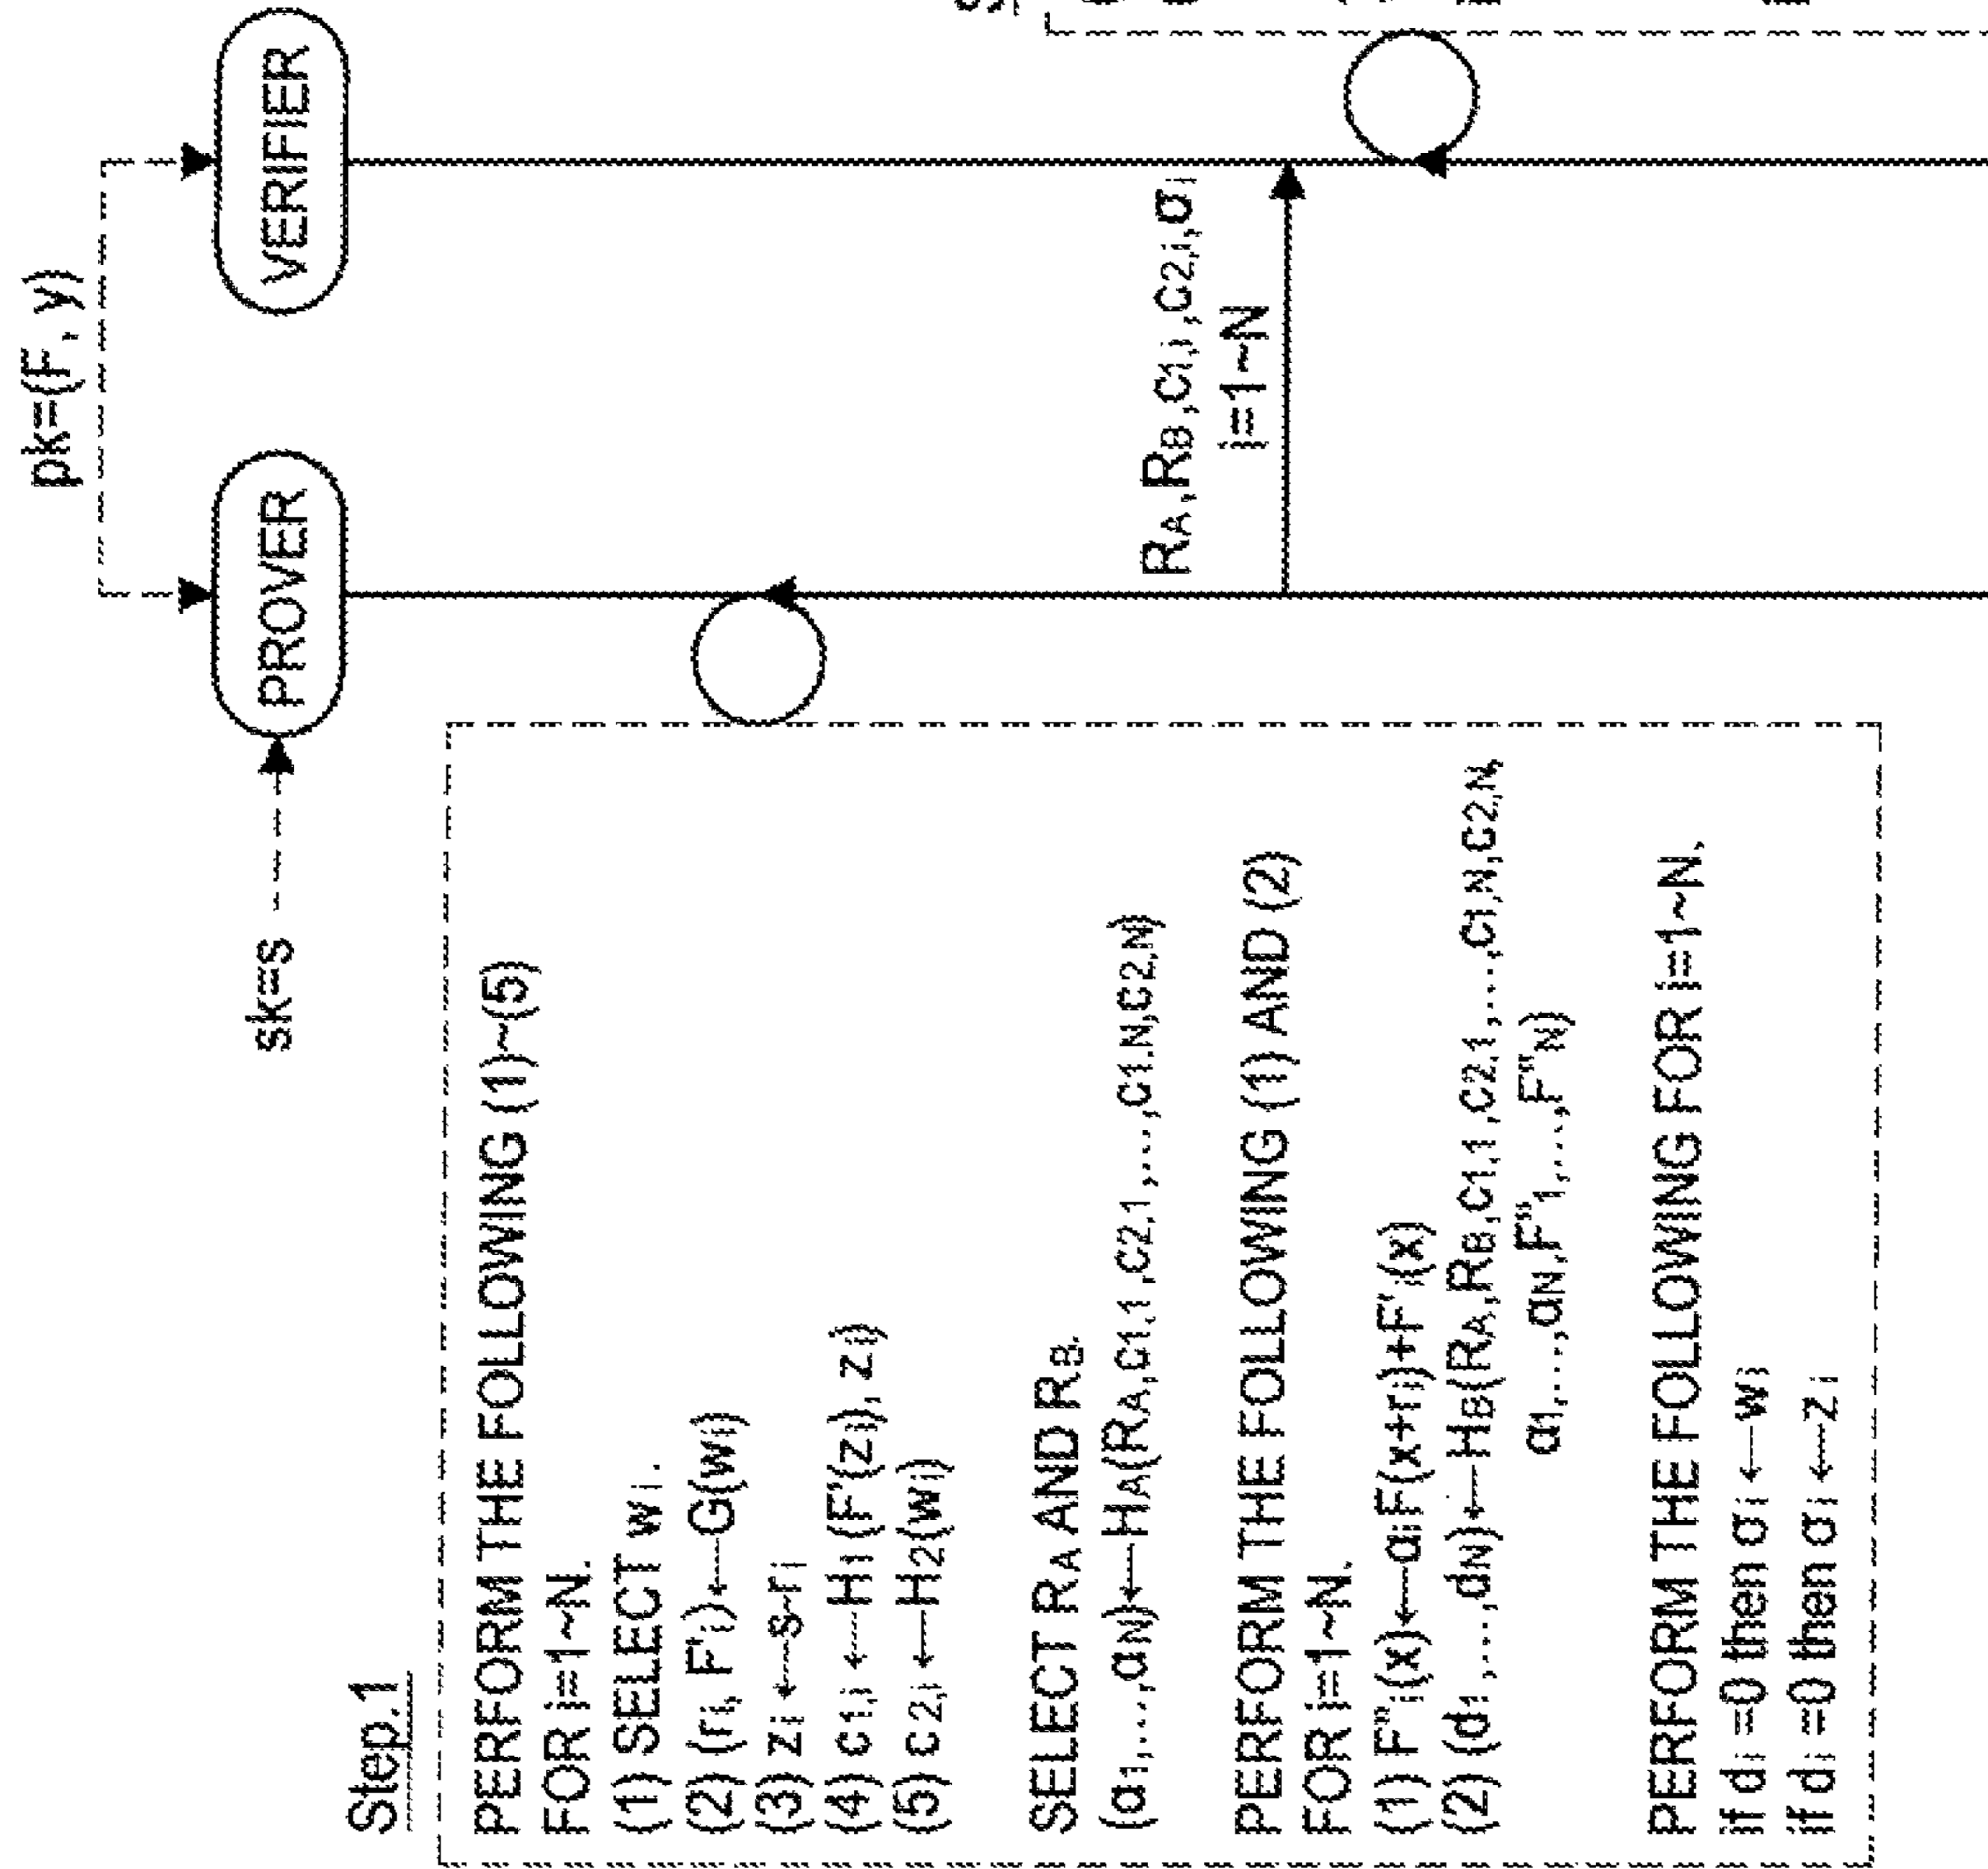 pk=(F, y)
sk=s
PROVER
VERIFIER
Step.1
PERFORM THE FOLLOWING (1)~(5)
FOR i=1~N.
(1) SELECT wi.
(2) (ri, F'i)←G(wi)
(3) zi ←s-ri
(4) c1,i ←H1(F'(zi), zi)
(5) c2,i ←H2(wi)
SELECT RA AND RB.
(α1,...,αN)←HA(RA,c1,1,c2,1,...,c1,N,c2,N)
PERFORM THE FOLLOWING (1) AND (2)
FOR i=1~N.
(1) F"i(x)←αiF(x+ri)+F'i(x)
(2) (d1,...,dN)←HB(RA,RB,c1,1,c2,1,...,c1,N,c2,N,
α1,...,αN,F"1,...,F"N)
PERFORM THE FOLLOWING FOR i=1~N.
if di =0 then σi ←wi
if di =0 then σi ←zi
RA,RB,c1,i,c2,i,σi
i=1~N